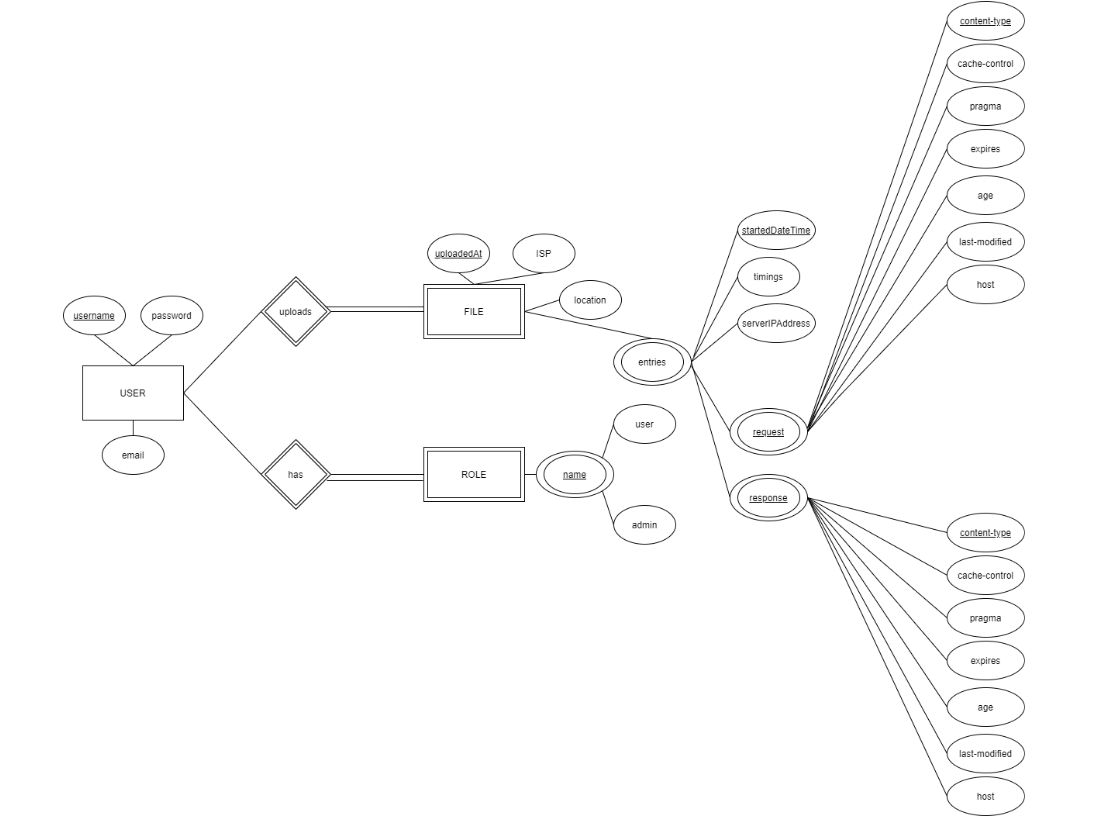 content-type
cache-control
pragma
expires
age
last-modified
host
startedDateTime
timings
serverIPAddress
uploadedAt
ISP
location
username
password
uploads
FILE
entries
USER
email
user
request
has
ROLE
name
admin
response
content-type
cache-control
pragma
expires
age
last-modified
host